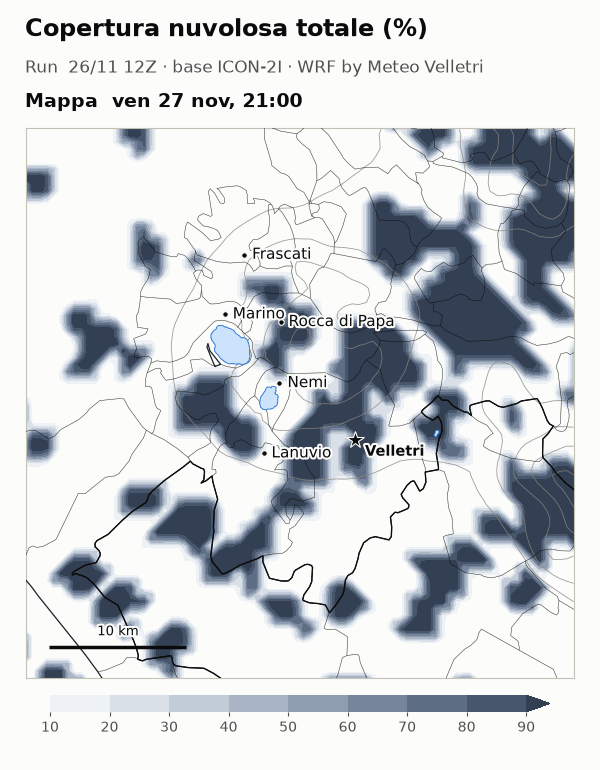 Copertura nuvolosa totale (%)
Run  26/11 12Z · base ICON-2I · WRF by Meteo Velletri
Mappa  ven 27 nov, 21:00
Frascati
Marino
Rocca di Papa
Nemi
Velletri
Lanuvio
10 km
10 20 30 40 50 60 70 80 90